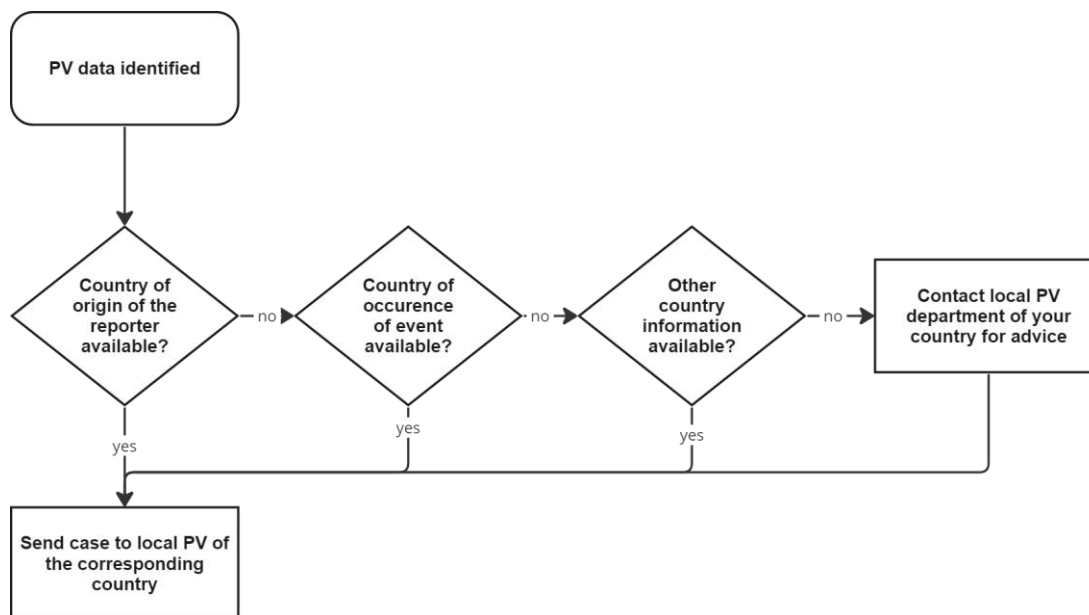 PV data identified
Country of
origin of the
reporter
available?
no
Country of
occurence
of event
available?
no
Other
country
information
available?
no
Contact local PV
department of your
country for advice
yes
yes
yes
Send case to local PV of
the corresponding
country